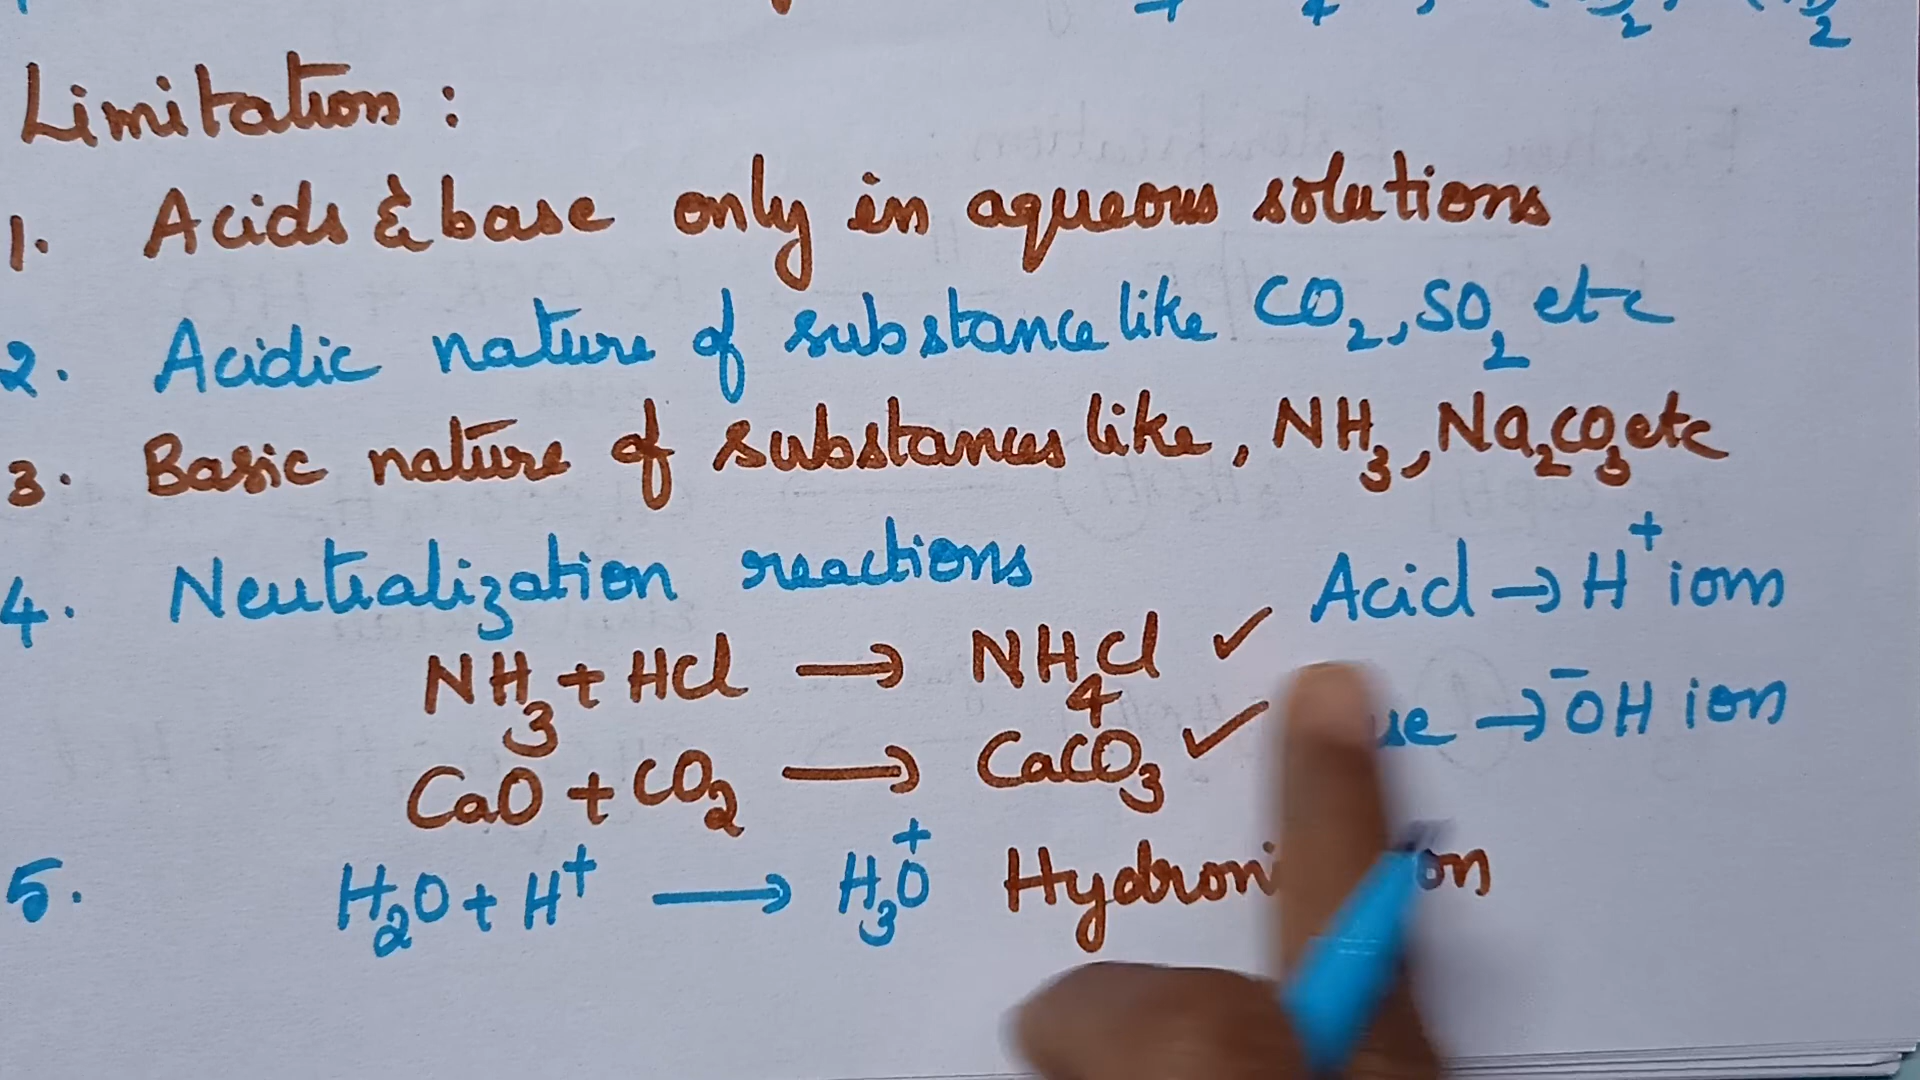 Limitation :
1. Acids & base only in aqueous solutions
2. Acidic nature of substance like CO₂, SO₂ etc
3. Basic nature of substances like, NH₃, Na₂CO₃ etc
4. Neutralization reactions
Acid → H⁺ ions
NH₃ + HCl → NH₄Cl ✓
→ ⁻OH ion
CaO + CO₂ → CaCO₃ ✓
5. H₂O + H⁺ → H₃O⁺